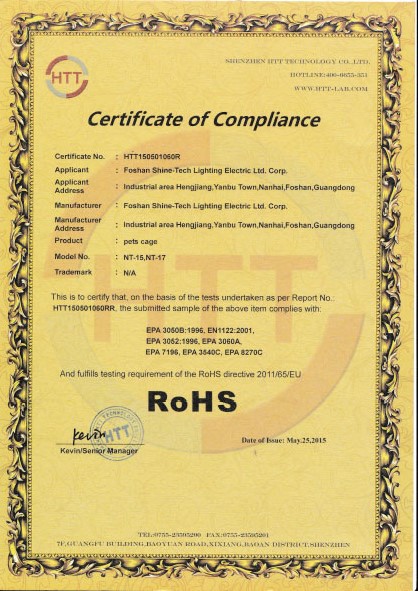 HTT
SHENZHEN HTT TECHNOLOGY CO.,LTD.
HOTLINE:400-6655-351
WWW.HTT-LAB.COM
Certificate of Compliance
Certificate No. : HTT150501060R
Applicant : Foshan Shine-Tech Lighting Electric Ltd. Corp.
Applicant
Address : Industrial area Hengjiang,Yanbu Town,Nanhai,Foshan,Guangdong
Manufacturer : Foshan Shine-Tech Lighting Electric Ltd. Corp.
Manufacturer
Address : Industrial area Hengjiang,Yanbu Town,Nanhai,Foshan,Guangdong
Product : pets cage
Model No. : NT-15,NT-17
Trademark : N/A
This is to certify that, on the basis of the tests undertaken as per Report No.:
HTT150501060RR, the submitted sample of the above item complies with:
EPA 3050B:1996, EN1122:2001,
EPA 3052:1996, EPA 3060A,
EPA 7196, EPA 3540C, EPA 8270C
And fulfills testing requirement of the RoHS directive 2011/65/EU
RoHS
kevin
HTT
Kevin/Senior Manager
Date of Issue: May.25,2015
TEL:0755-23595200 FAX:0755-23595201
7F,GUANGFU BUILDING,BAOYUAN ROAD,XIXIANG,BAOAN DISTRICT,SHENZHEN